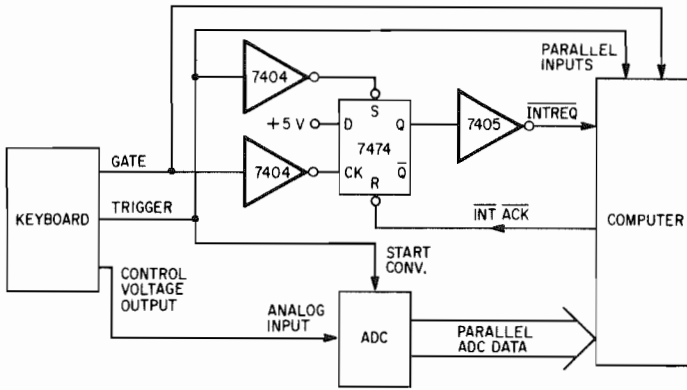 PARALLEL
INPUTS
7404
S
+5 V
D
Q
7474
7405
INTREQ
GATE
7404
CK
Q
R
KEYBOARD
TRIGGER
INT ACK
COMPUTER
START
CONV.
CONTROL
VOLTAGE
OUTPUT
ANALOG
INPUT
ADC
PARALLEL
ADC DATA